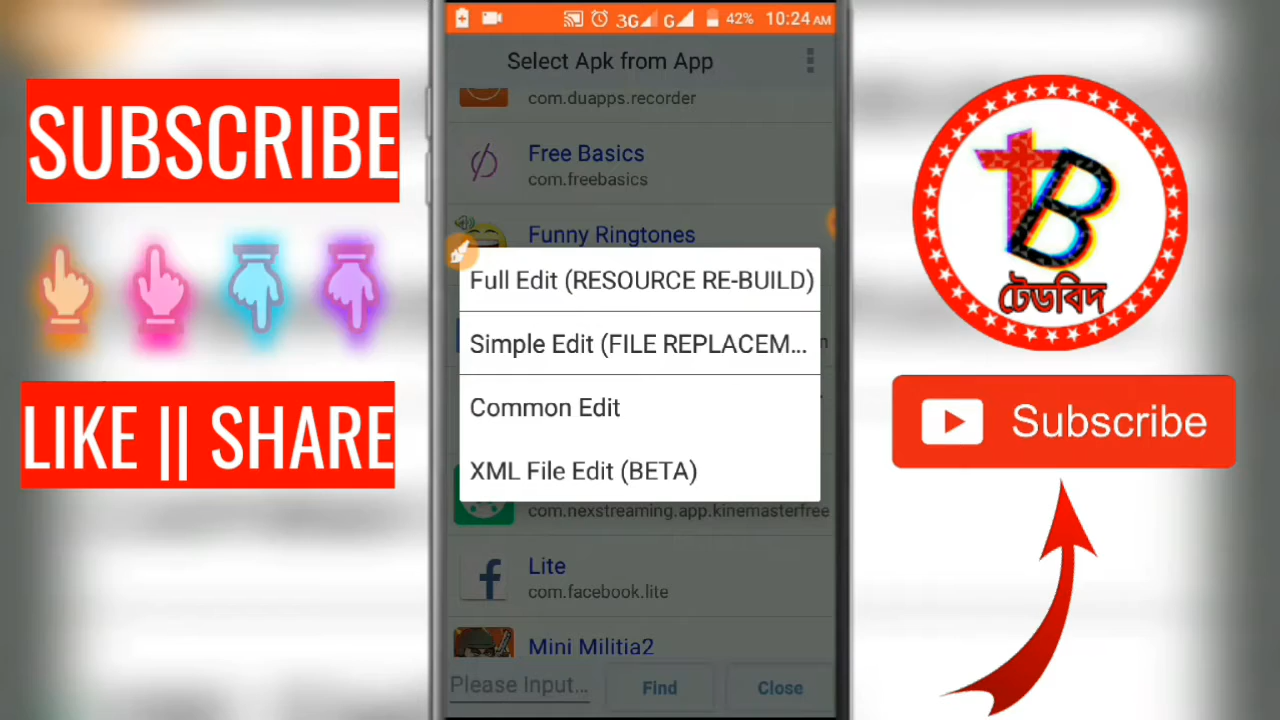 SUBSCRIBE
LIKE || SHARE
3G G 42% 10:24 AM
Select Apk from App
com.duapps.recorder
Free Basics
com.freebasics
Funny Ringtones
Full Edit (RESOURCE RE-BUILD)
Simple Edit (FILE REPLACEM...
Common Edit
XML File Edit (BETA)
com.nexstreaming.app.kinemasterfree
Lite
com.facebook.lite
Mini Militia2
Please Input...
Find
Close
TB
টেডবিদ
Subscribe